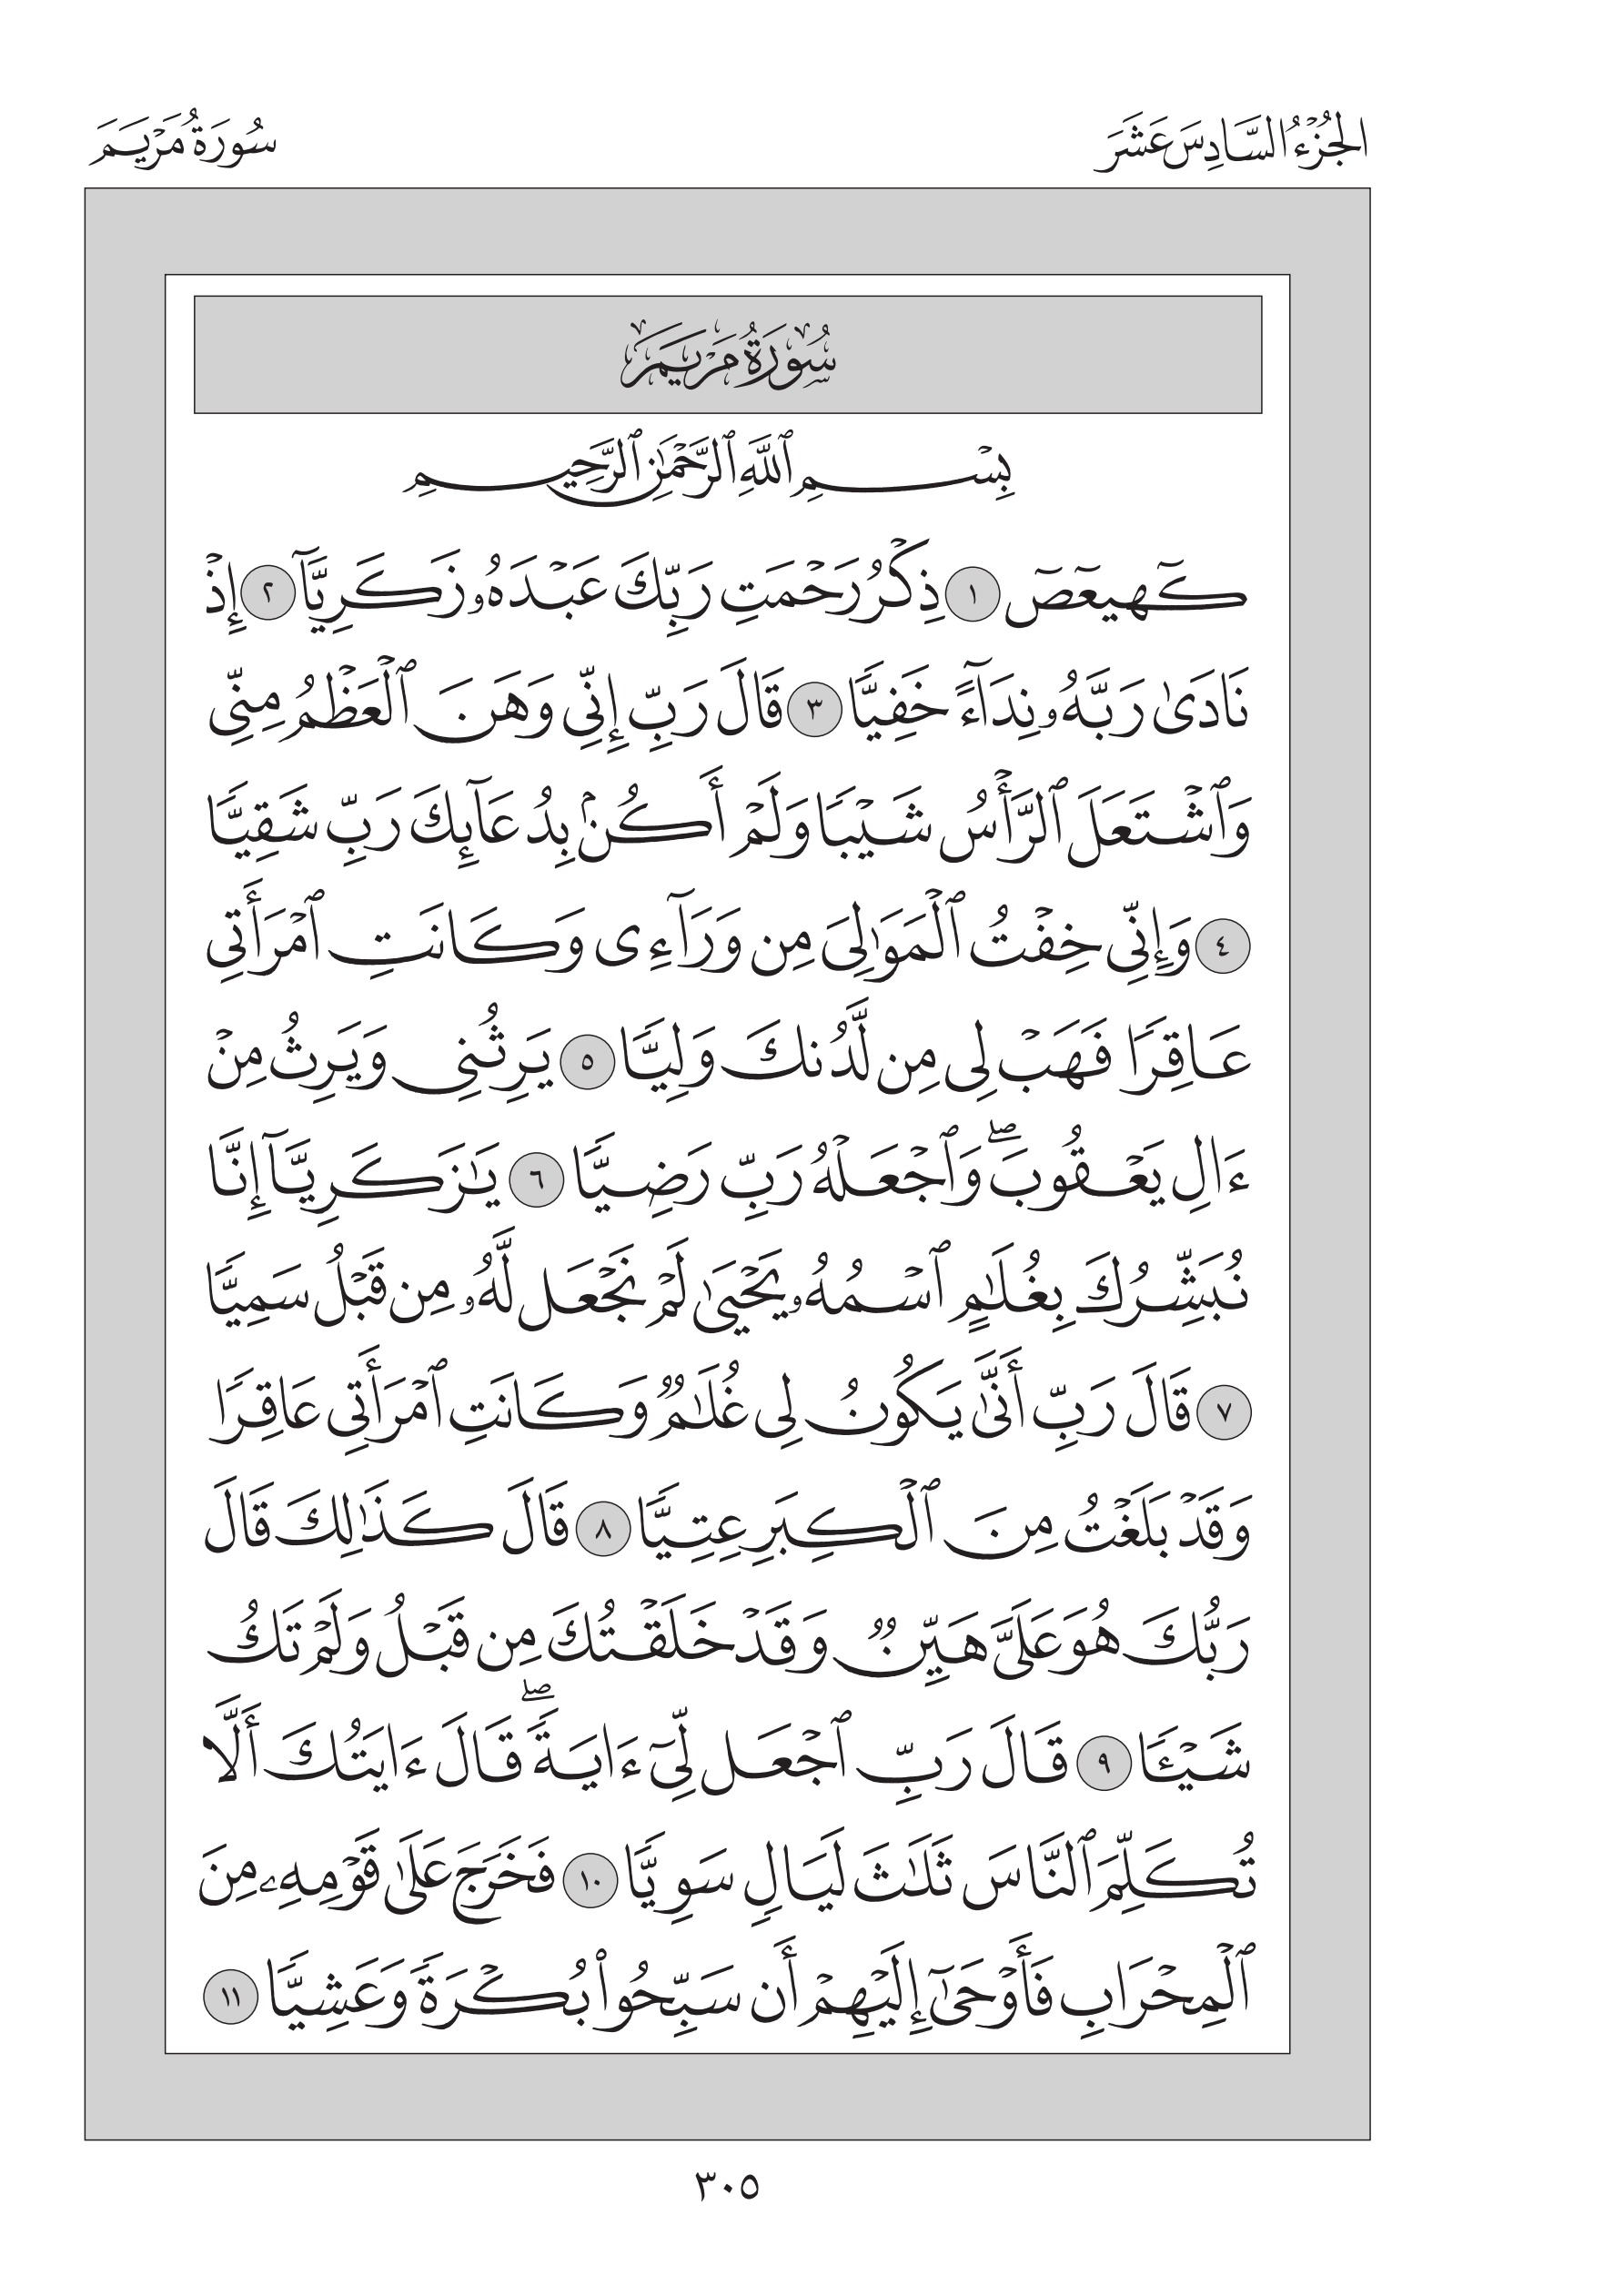 الجُزْءُ السَّادِسَ عَشَرَ
سُورَةُ مَرْيَمَ
سُورَةُ مَرْيَمَ
بِسْمِ ٱللَّهِ ٱلرَّحْمَٰنِ ٱلرَّحِيمِ
كٓهيعٓصٓ ١ ذِكْرُ رَحْمَتِ رَبِّكَ عَبْدَهُۥ زَكَرِيَّآ ٢ إِذْ
نَادَىٰ رَبَّهُۥ نِدَآءً خَفِيًّا ٣ قَالَ رَبِّ إِنِّى وَهَنَ ٱلْعَظْمُ مِنِّى
وَٱشْتَعَلَ ٱلرَّأْسُ شَيْبًا وَلَمْ أَكُنۢ بِدُعَآئِكَ رَبِّ شَقِيًّا
٤ وَإِنِّى خِفْتُ ٱلْمَوَٰلِىَ مِن وَرَآءِى وَكَانَتِ ٱمْرَأَتِى
عَاقِرًا فَهَبْ لِى مِن لَّدُنكَ وَلِيًّا ٥ يَرِثُنِى وَيَرِثُ مِنْ
ءَالِ يَعْقُوبَ ۖ وَٱجْعَلْهُ رَبِّ رَضِيًّا ٦ يَٰزَكَرِيَّآ إِنَّا
نُبَشِّرُكَ بِغُلَٰمٍ ٱسْمُهُۥ يَحْيَىٰ لَمْ نَجْعَل لَّهُۥ مِن قَبْلُ سَمِيًّا
٧ قَالَ رَبِّ أَنَّىٰ يَكُونُ لِى غُلَٰمٌ وَكَانَتِ ٱمْرَأَتِى عَاقِرًا
وَقَدْ بَلَغْتُ مِنَ ٱلْكِبَرِ عِتِيًّا ٨ قَالَ كَذَٰلِكَ قَالَ
رَبُّكَ هُوَ عَلَىَّ هَيِّنٌ وَقَدْ خَلَقْتُكَ مِن قَبْلُ وَلَمْ تَكُ
شَيْـًٔا ٩ قَالَ رَبِّ ٱجْعَل لِّىٓ ءَايَةً ۖ قَالَ ءَايَتُكَ أَلَّا
تُكَلِّمَ ٱلنَّاسَ ثَلَٰثَ لَيَالٍ سَوِيًّا ١٠ فَخَرَجَ عَلَىٰ قَوْمِهِۦ مِنَ
ٱلْمِحْرَابِ فَأَوْحَىٰٓ إِلَيْهِمْ أَن سَبِّحُوا۟ بُكْرَةً وَعَشِيًّا ١١
٣٠٥